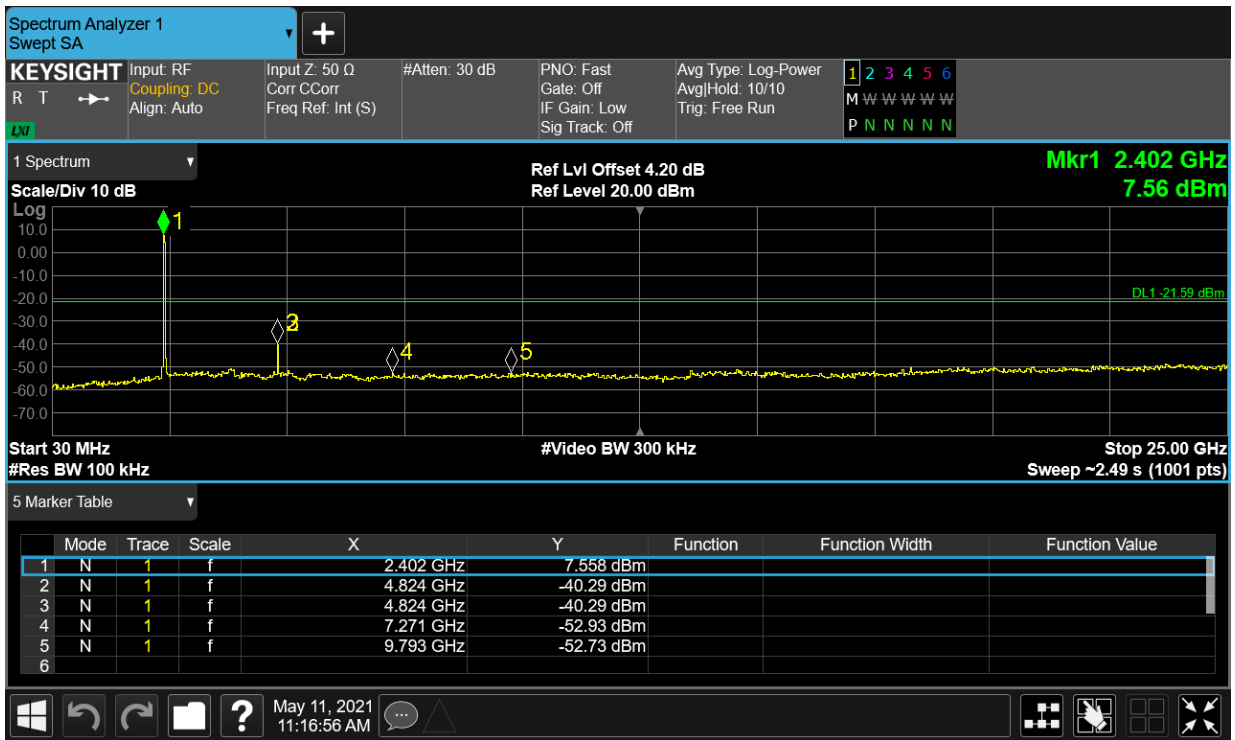 Spectrum Analyzer 1
Swept SA
KEYSIGHT
R T
LXI
Input: RF
Coupling: DC
Align: Auto
Input Z: 50 Ω
Corr CCorr
Freq Ref: Int (S)
#Atten: 30 dB
PNO: Fast
Gate: Off
IF Gain: Low
Sig Track: Off
Avg Type: Log-Power
Avg|Hold: 10/10
Trig: Free Run
1 2 3 4 5 6
M W W W W W
P N N N N N
1 Spectrum
Scale/Div 10 dB
Ref Lvl Offset 4.20 dB
Ref Level 20.00 dBm
Mkr1 2.402 GHz
7.56 dBm
Log
10.0
0.00
-10.0
-20.0
-30.0
-40.0
-50.0
-60.0
-70.0
1
2
3
4
5
DL1 -21.59 dBm
Start 30 MHz
#Res BW 100 kHz
#Video BW 300 kHz
Stop 25.00 GHz
Sweep ~2.49 s (1001 pts)
5 Marker Table
Mode Trace Scale X Y Function Function Width Function Value
1 N 1 f 2.402 GHz 7.558 dBm
2 N 1 f 4.824 GHz -40.29 dBm
3 N 1 f 4.824 GHz -40.29 dBm
4 N 1 f 7.271 GHz -52.93 dBm
5 N 1 f 9.793 GHz -52.73 dBm
6
?
May 11, 2021
11:16:56 AM